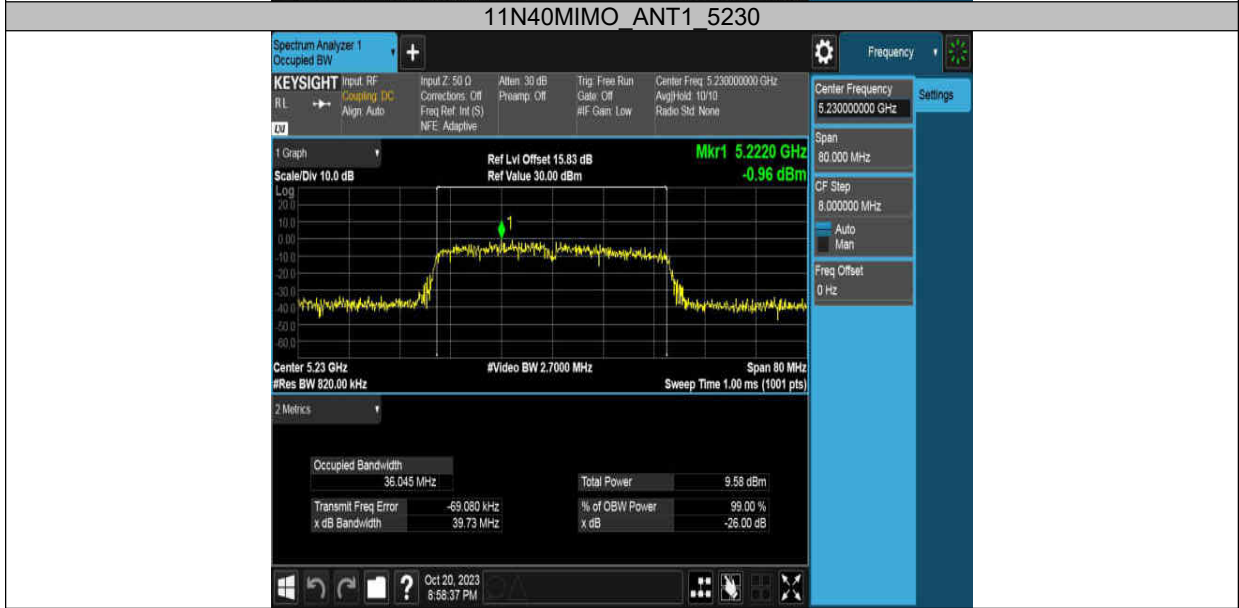 11N40MIMO_ANT1_5230
Spectrum Analyzer 1
Occupied BW
+
Frequency
KEYSIGHT
RL
LXI
Input: RF
Coupling: DC
Align: Auto
Input Z: 50 Ω
Corrections: Off
Freq Ref: Int (S)
NFE: Adaptive
Atten: 30 dB
Preamp: Off
Trig: Free Run
Gate: Off
#IF Gain: Low
Center Freq: 5.230000000 GHz
Avg|Hold: 10/10
Radio Std: None
Center Frequency
5.230000000 GHz
Settings
Span
80.000 MHz
CF Step
8.000000 MHz
Auto
Man
Freq Offset
0 Hz
1 Graph
Scale/Div 10.0 dB
Ref Lvl Offset 15.83 dB
Ref Value 30.00 dBm
Mkr1 5.2220 GHz
-0.96 dBm
Log
20.0
10.0
0.00
-10.0
-20.0
-30.0
-40.0
-50.0
-60.0
1
Center 5.23 GHz
#Video BW 2.7000 MHz
Span 80 MHz
#Res BW 820.00 kHz
Sweep Time 1.00 ms (1001 pts)
2 Metrics
Occupied Bandwidth
36.045 MHz
Total Power 9.58 dBm
Transmit Freq Error -69.080 kHz
% of OBW Power 99.00 %
x dB Bandwidth 39.73 MHz
x dB -26.00 dB
?
Oct 20, 2023
8:58:37 PM